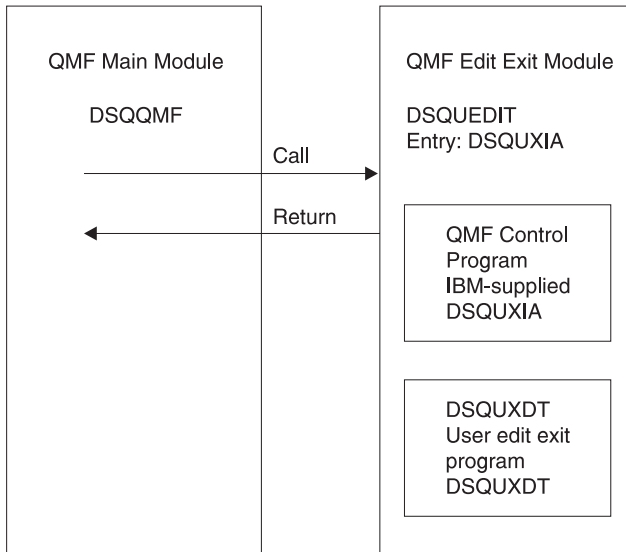 QMF Main Module
DSQQMF
QMF Edit Exit Module
DSQUEDIT
Entry: DSQUXIA
Call
Return
QMF Control
Program
IBM-supplied
DSQUXIA
DSQUXDT
User edit exit
program
DSQUXDT